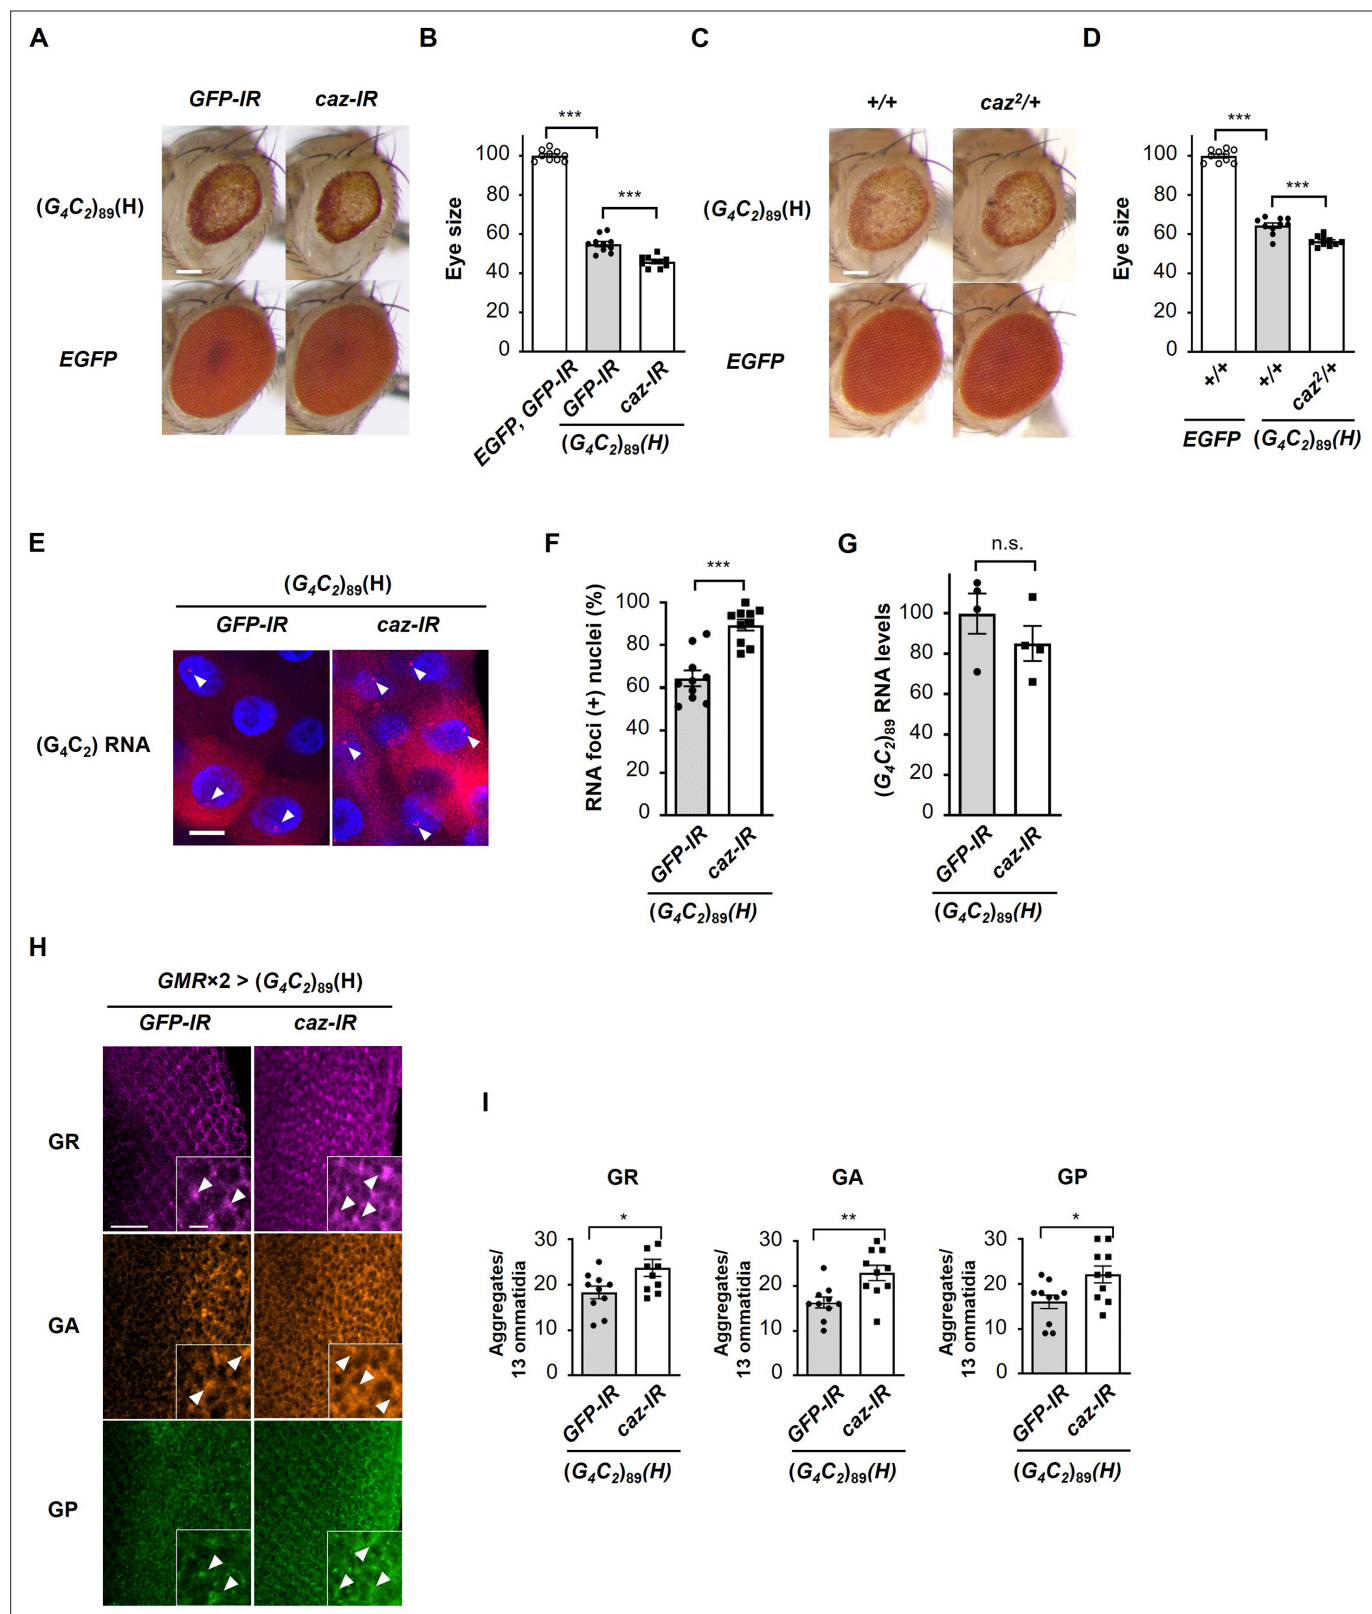 A
B
C
D
GFP-IR caz-IR
(G4C2)89(H)
EGFP
***
***
Eye size
100
80
60
40
20
0
EGFP, GFP-IR
GFP-IR
caz-IR
(G4C2)89(H)
+/+ caz2/+
(G4C2)89(H)
EGFP
***
***
Eye size
100
80
60
40
20
0
+/+
+/+
caz2/+
EGFP
(G4C2)89(H)
E
F
G
(G4C2)89(H)
GFP-IR caz-IR
(G4C2) RNA
***
RNA foci (+) nuclei (%)
100
80
60
40
20
0
GFP-IR
caz-IR
(G4C2)89(H)
n.s.
(G4C2)89 RNA levels
100
80
60
40
20
0
GFP-IR
caz-IR
(G4C2)89(H)
H
GMR×2 > (G4C2)89(H)
GFP-IR caz-IR
GR
GA
GP
I
GR
*
Aggregates/
13 ommatidia
30
20
10
0
GFP-IR
caz-IR
(G4C2)89(H)
GA
**
Aggregates/
13 ommatidia
30
20
10
0
GFP-IR
caz-IR
(G4C2)89(H)
GP
*
Aggregates/
13 ommatidia
30
20
10
0
GFP-IR
caz-IR
(G4C2)89(H)